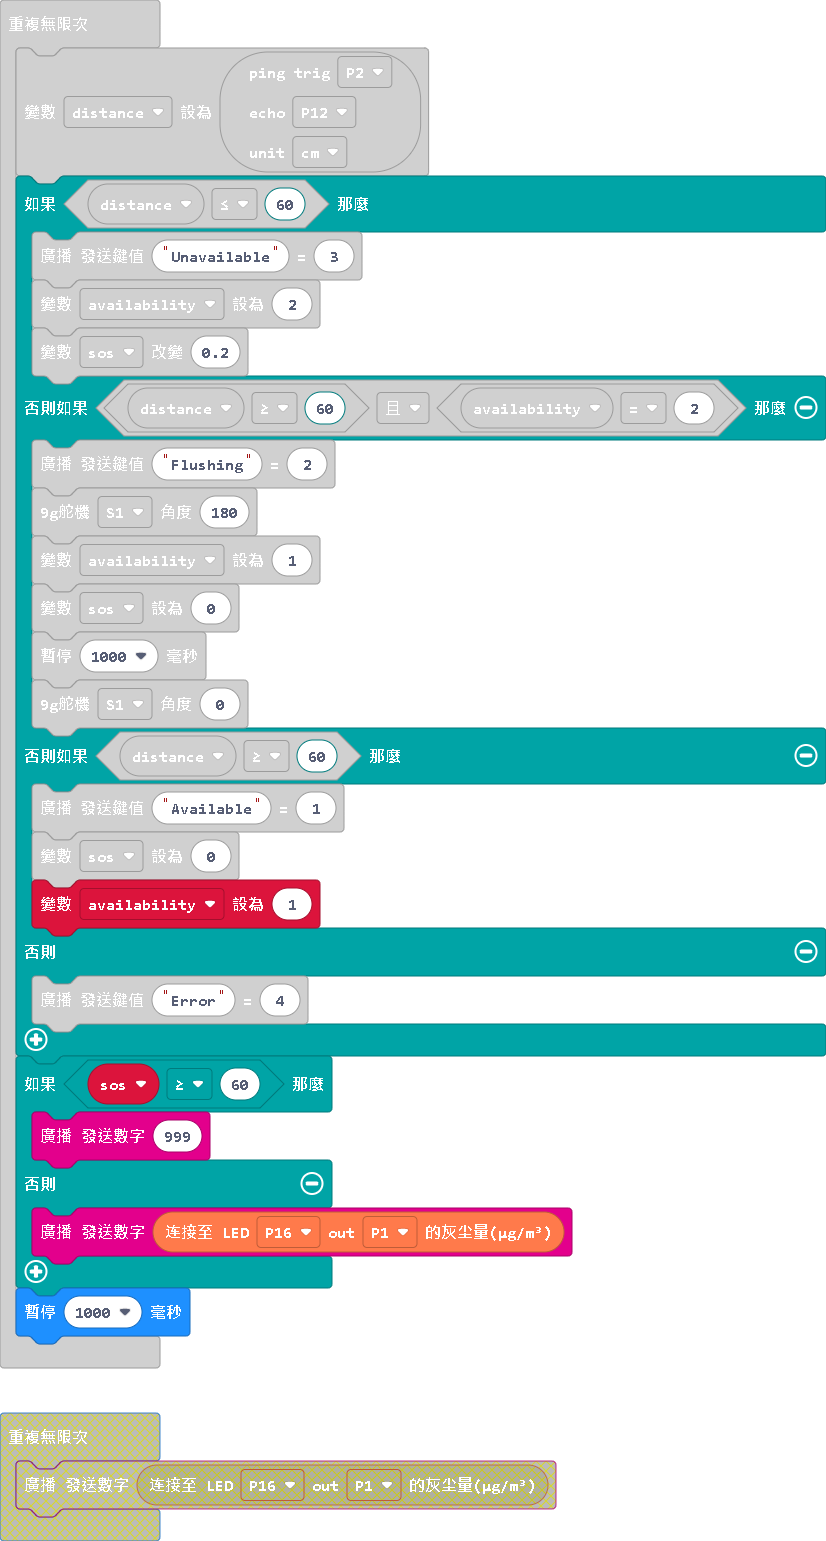 重複無限次
ping trig P2
變數 distance 設為 echo P12
unit cm
如果 distance ≤ 60 那麼
廣播 發送鍵值 "Unavailable" = 3
變數 availability 設為 2
變數 sos 改變 0.2
否則如果 distance ≥ 60 且 availability = 2 那麼
廣播 發送鍵值 "Flushing" = 2
9g舵機 S1 角度 180
變數 availability 設為 1
變數 sos 設為 0
暫停 1000 毫秒
9g舵機 S1 角度 0
否則如果 distance ≥ 60 那麼
廣播 發送鍵值 "Available" = 1
變數 sos 設為 0
變數 availability 設為 1
否則
廣播 發送鍵值 "Error" = 4
如果 sos ≥ 60 那麼
廣播 發送數字 999
否則
廣播 發送數字 连接至 LED P16 out P1 的灰尘量(μg/m³)
暫停 1000 毫秒
重複無限次
廣播 發送數字 连接至 LED P16 out P1 的灰尘量(μg/m³)